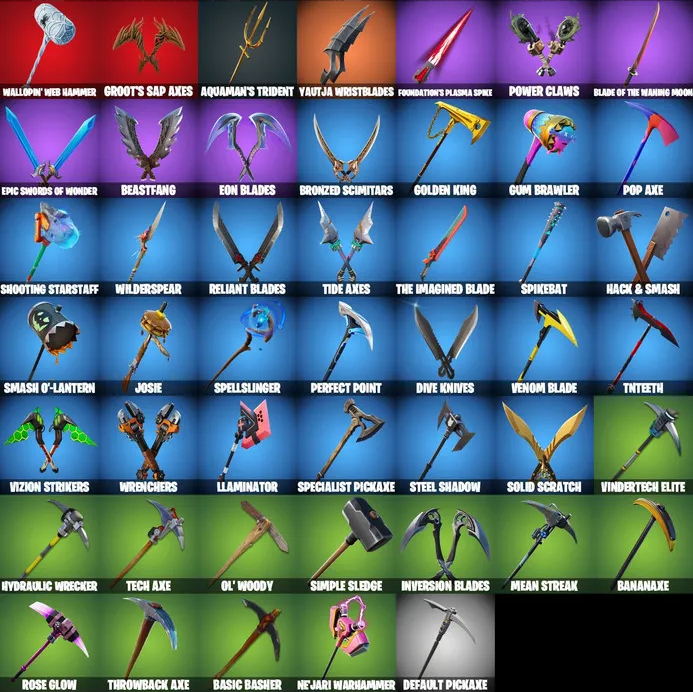 WALLOPIN' WEB HAMMER
GROOT'S SAP AXES
AQUAMAN'S TRIDENT
YAUTJA WRISTBLADES
FOUNDATION'S PLASMA SPIKE
POWER CLAWS
BLADE OF THE WANING MOON
EPIC SWORDS OF WONDER
BEASTFANG
EON BLADES
BRONZED SCIMITARS
GOLDEN KING
GUM BRAWLER
POP AXE
SHOOTING STARSTAFF
WILDERSPEAR
RELIANT BLADES
TIDE AXES
THE IMAGINED BLADE
SPIKEBAT
HACK & SMASH
SMASH O'-LANTERN
JOSIE
SPELLSLINGER
PERFECT POINT
DIVE KNIVES
VENOM BLADE
TNTEETH
VIZION STRIKERS
WRENCHERS
LLAMINATOR
SPECIALIST PICKAXE
STEEL SHADOW
SOLID SCRATCH
VINDERTECH ELITE
HYDRAULIC WRECKER
TECH AXE
OL' WOODY
SIMPLE SLEDGE
INVERSION BLADES
MEAN STREAK
BANANAXE
ROSE GLOW
THROWBACK AXE
BASIC BASHER
NE'JARI WARHAMMER
DEFAULT PICKAXE